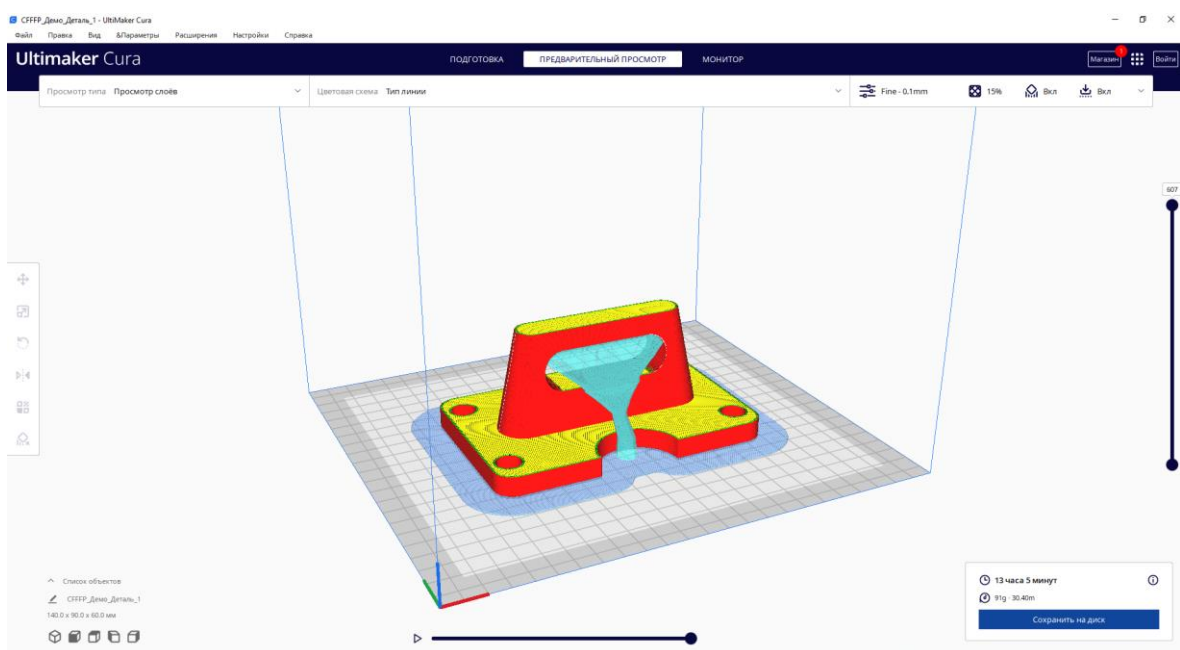 CFFFP_Демо_Деталь_1 - UltiMaker Cura
Файл Правка Вид &Параметры Расширения Настройки Справка
Ultimaker Cura ПОДГОТОВКА ПРЕДВАРИТЕЛЬНЫЙ ПРОСМОТР МОНИТОР Магазин 1 Войти
Просмотр типа Просмотр слоёв Цветовая схема Тип линии Fine - 0.1mm 15% Вкл Вкл
607
Список объектов
CFFFP_Демо_Деталь_1
140.0 x 90.0 x 60.0 мм
13 часа 5 минут
91g · 30.40m
Сохранить на диск